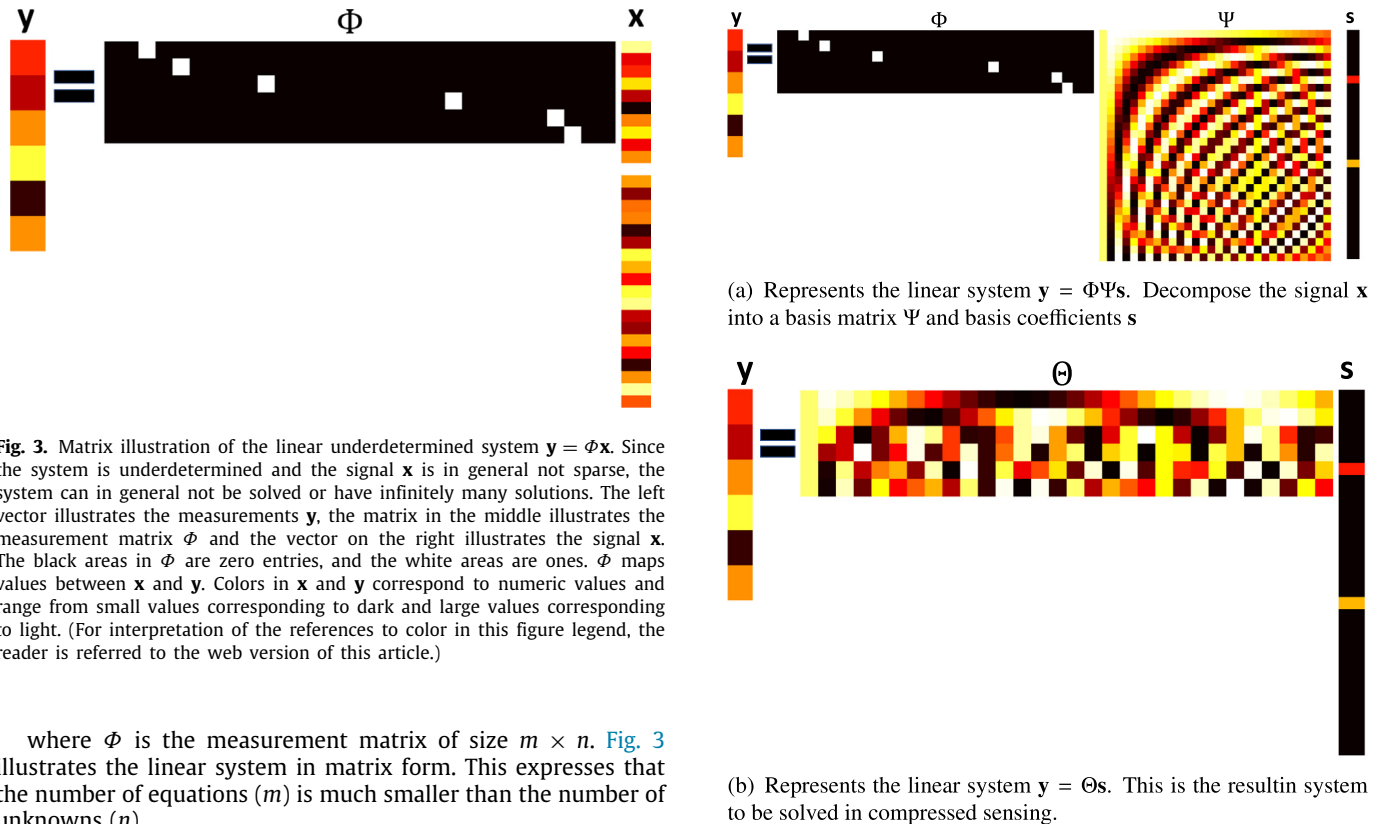 y
Φ
x
Fig. 3. Matrix illustration of the linear underdetermined system y = Φx. Since
the system is underdetermined and the signal x is in general not sparse, the
system can in general not be solved or have infinitely many solutions. The left
vector illustrates the measurements y, the matrix in the middle illustrates the
measurement matrix Φ and the vector on the right illustrates the signal x.
The black areas in Φ are zero entries, and the white areas are ones. Φ maps
values between x and y. Colors in x and y correspond to numeric values and
range from small values corresponding to dark and large values corresponding
to light. (For interpretation of the references to color in this figure legend, the
reader is referred to the web version of this article.)
where Φ is the measurement matrix of size m × n. Fig. 3
illustrates the linear system in matrix form. This expresses that
the number of equations (m) is much smaller than the number of
unknowns (n)
y
Φ
Ψ
s
(a) Represents the linear system y = ΦΨs. Decompose the signal x
into a basis matrix Ψ and basis coefficients s
y
Θ
s
(b) Represents the linear system y = Θs. This is the resultin system
to be solved in compressed sensing.